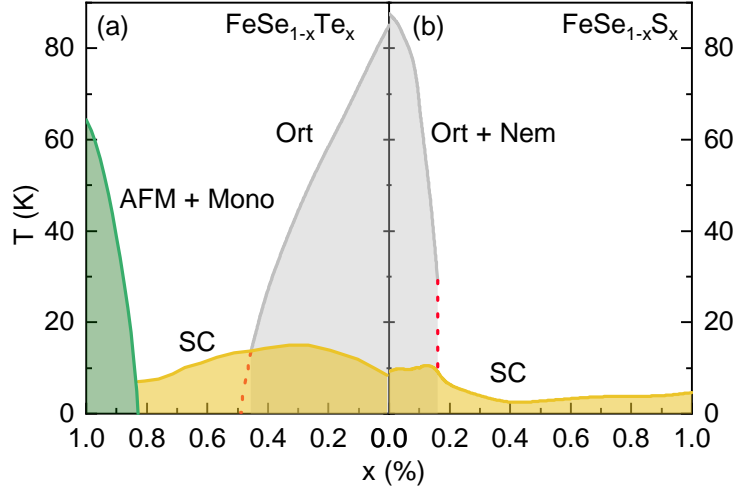 (a) FeSe1-xTex (b) FeSe1-xSx
80 80
Ort Ort + Nem
60 60
AFM + Mono
T (K)
40 40
20 20
SC SC
0 0
1.0 0.8 0.6 0.4 0.2 0.0 0.0 0.2 0.4 0.6 0.8 1.0
x (%)